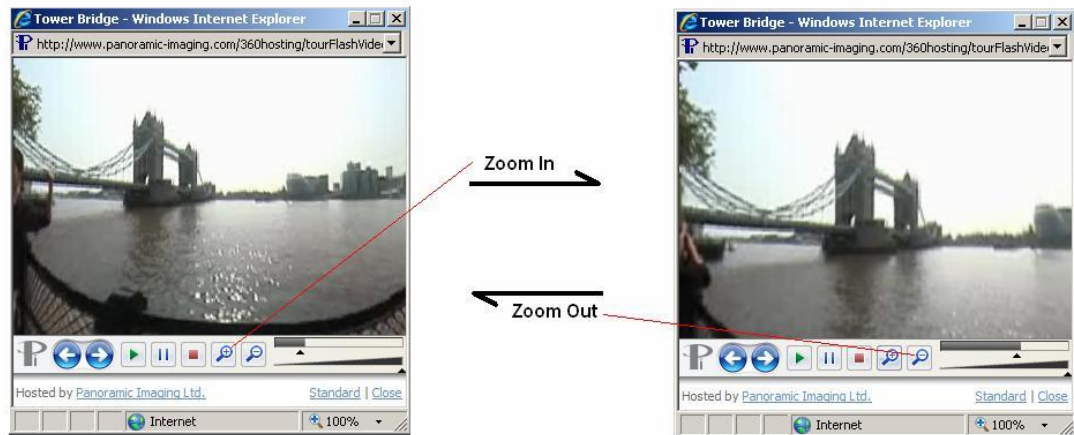 Tower Bridge - Windows Internet Explorer
http://www.panoramic-imaging.com/360hosting/tourFlashVide
Hosted by Panoramic Imaging Ltd.
Standard | Close
Internet
100%
Zoom In
Zoom Out
Tower Bridge - Windows Internet Explorer
http://www.panoramic-imaging.com/360hosting/tourFlashVide
Hosted by Panoramic Imaging Ltd.
Standard | Close
Internet
100%